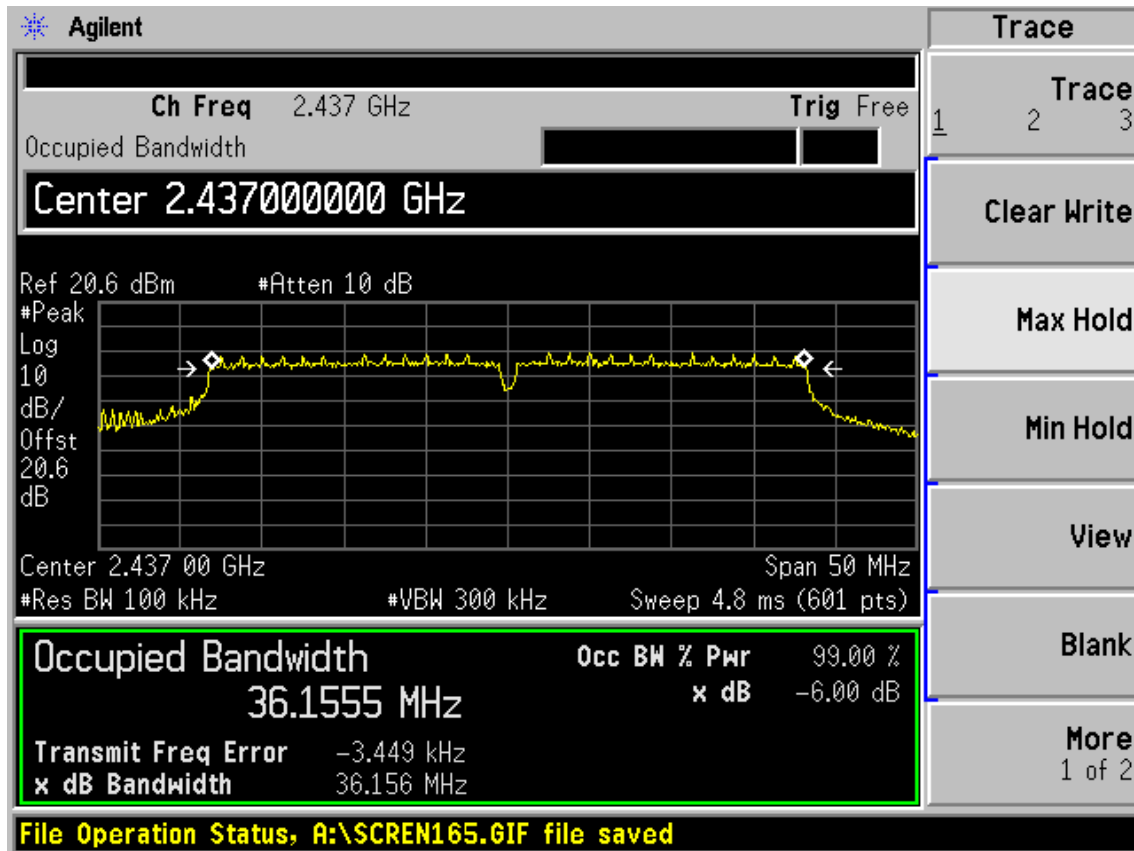 Agilent
Trace
Ch Freq 2.437 GHz Trig Free
Occupied Bandwidth
Center 2.437000000 GHz
Ref 20.6 dBm #Atten 10 dB
#Peak
Log
10
dB/
Offst
20.6
dB
Center 2.437 00 GHz Span 50 MHz
#Res BW 100 kHz #VBW 300 kHz Sweep 4.8 ms (601 pts)
Occupied Bandwidth
36.1555 MHz
Occ BW % Pwr 99.00 %
x dB -6.00 dB
Transmit Freq Error -3.449 kHz
x dB Bandwidth 36.156 MHz
File Operation Status, A:\SCREN165.GIF file saved
Trace
1 2 3
Clear Write
Max Hold
Min Hold
View
Blank
More
1 of 2